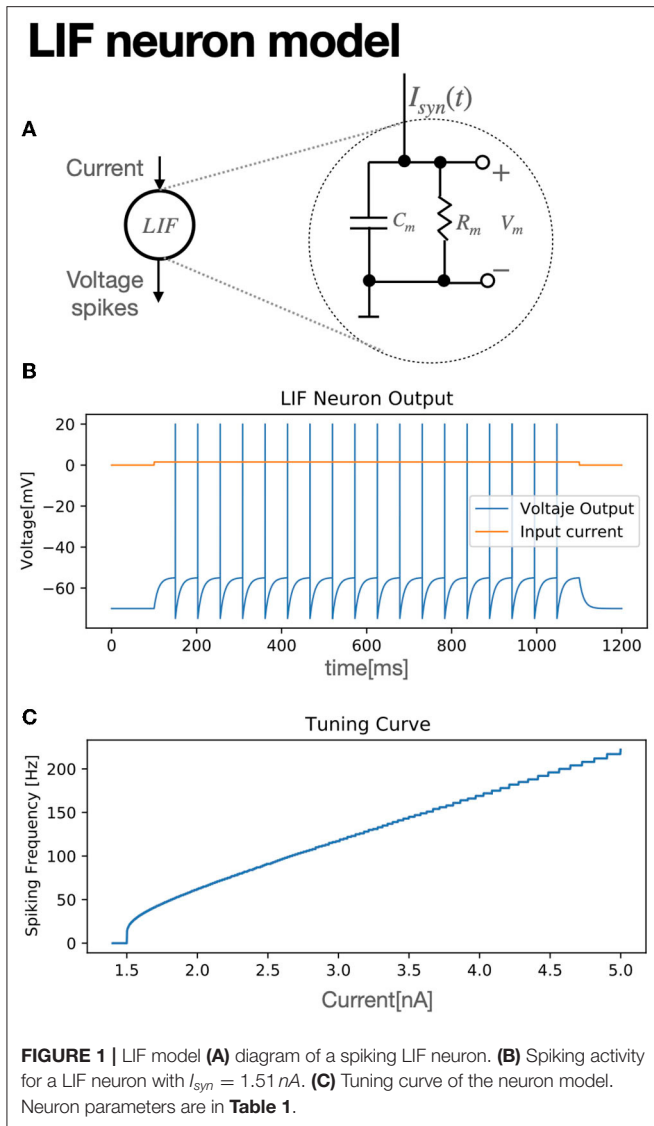 LIF neuron model
A
I_syn(t)
Current
LIF
Voltage
spikes
C_m
R_m
V_m
+
−
B
LIF Neuron Output
20
0
−20
−40
−60
Voltage[mV]
Voltaje Output
Input current
0 200 400 600 800 1000 1200
time[ms]
C
Tuning Curve
200
150
100
50
0
Spiking Frequency [Hz]
1.5 2.0 2.5 3.0 3.5 4.0 4.5 5.0
Current[nA]
FIGURE 1 | LIF model (A) diagram of a spiking LIF neuron. (B) Spiking activity
for a LIF neuron with I_syn = 1.51 nA. (C) Tuning curve of the neuron model.
Neuron parameters are in Table 1.